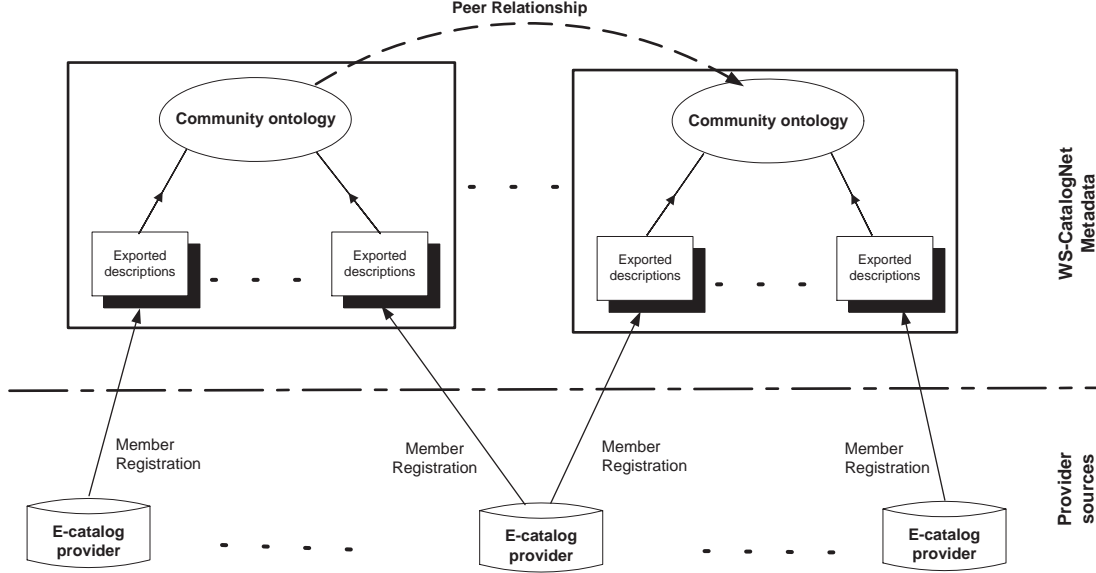 Peer Relationship
Community ontology
Community ontology
WS-CatalogNet
Metadata
Exported
descriptions
Exported
descriptions
Exported
descriptions
Exported
descriptions
Member
Registration
Member
Registration
Member
Registration
Member
Registration
Provider
sources
E-catalog
provider
E-catalog
provider
E-catalog
provider